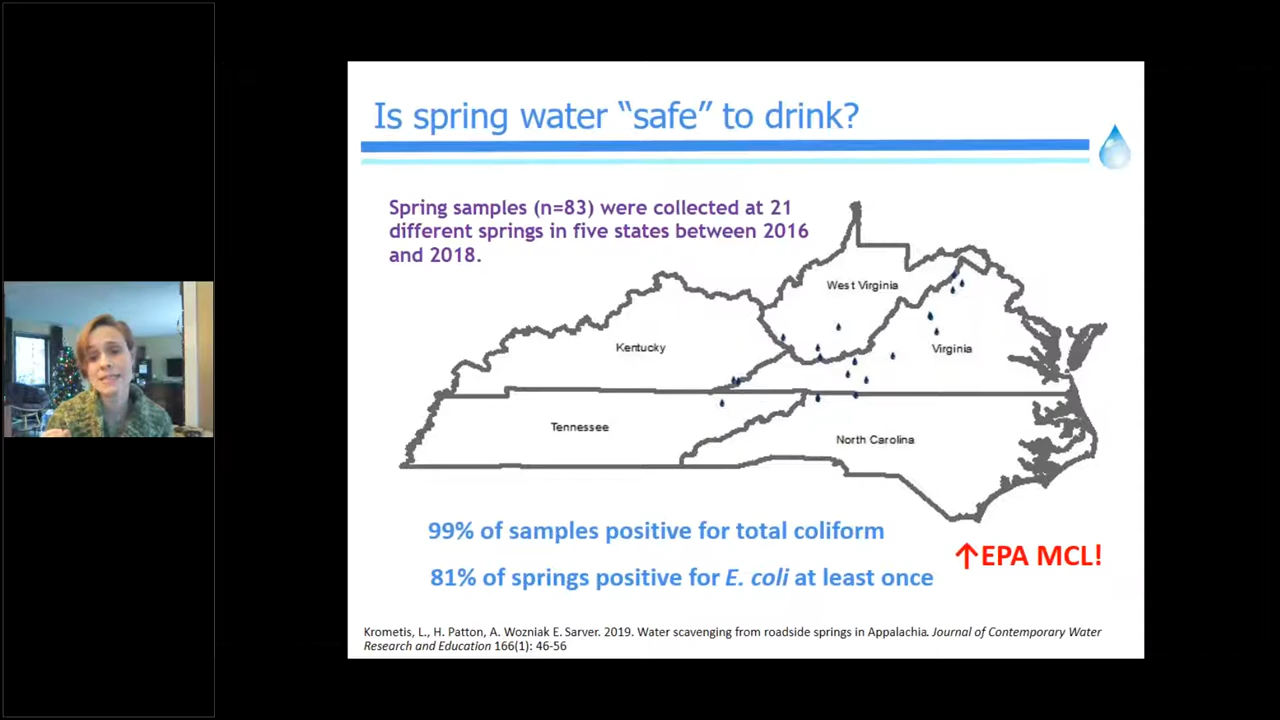 Is spring water “safe” to drink?
Spring samples (n=83) were collected at 21
different springs in five states between 2016
and 2018.
West Virginia
Kentucky
Virginia
Tennessee
North Carolina
99% of samples positive for total coliform
↑EPA MCL!
81% of springs positive for E. coli at least once
Krometis, L., H. Patton, A. Wozniak E. Sarver. 2019. Water scavenging from roadside springs in Appalachia. Journal of Contemporary Water
Research and Education 166(1): 46-56